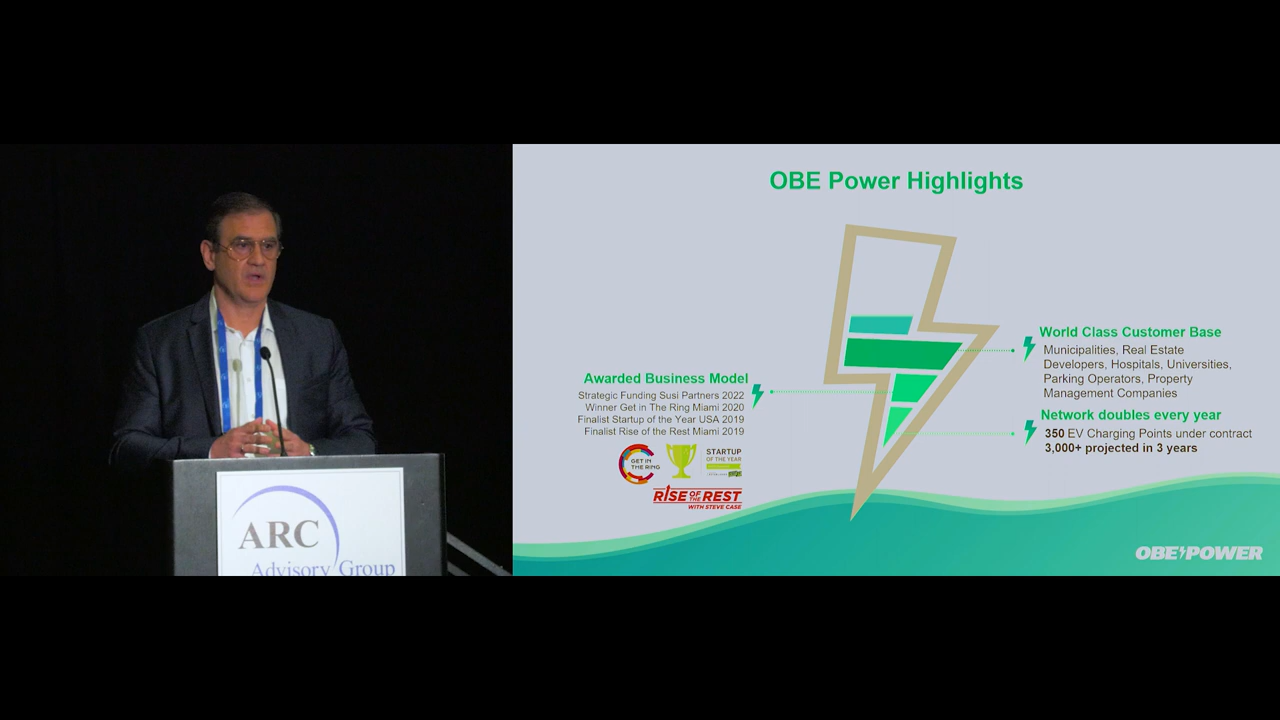 ARC
Advisory Group
OBE Power Highlights
Awarded Business Model
Strategic Funding Susi Partners 2022
Winner Get in The Ring Miami 2020
Finalist Startup of the Year USA 2019
Finalist Rise of the Rest Miami 2019
GET IN
THE RING
STARTUP
OF THE YEAR
RISE OF THE REST
WITH STEVE CASE
World Class Customer Base
Municipalities, Real Estate
Developers, Hospitals, Universities,
Parking Operators, Property
Management Companies
Network doubles every year
350 EV Charging Points under contract
3,000+ projected in 3 years
OBE POWER